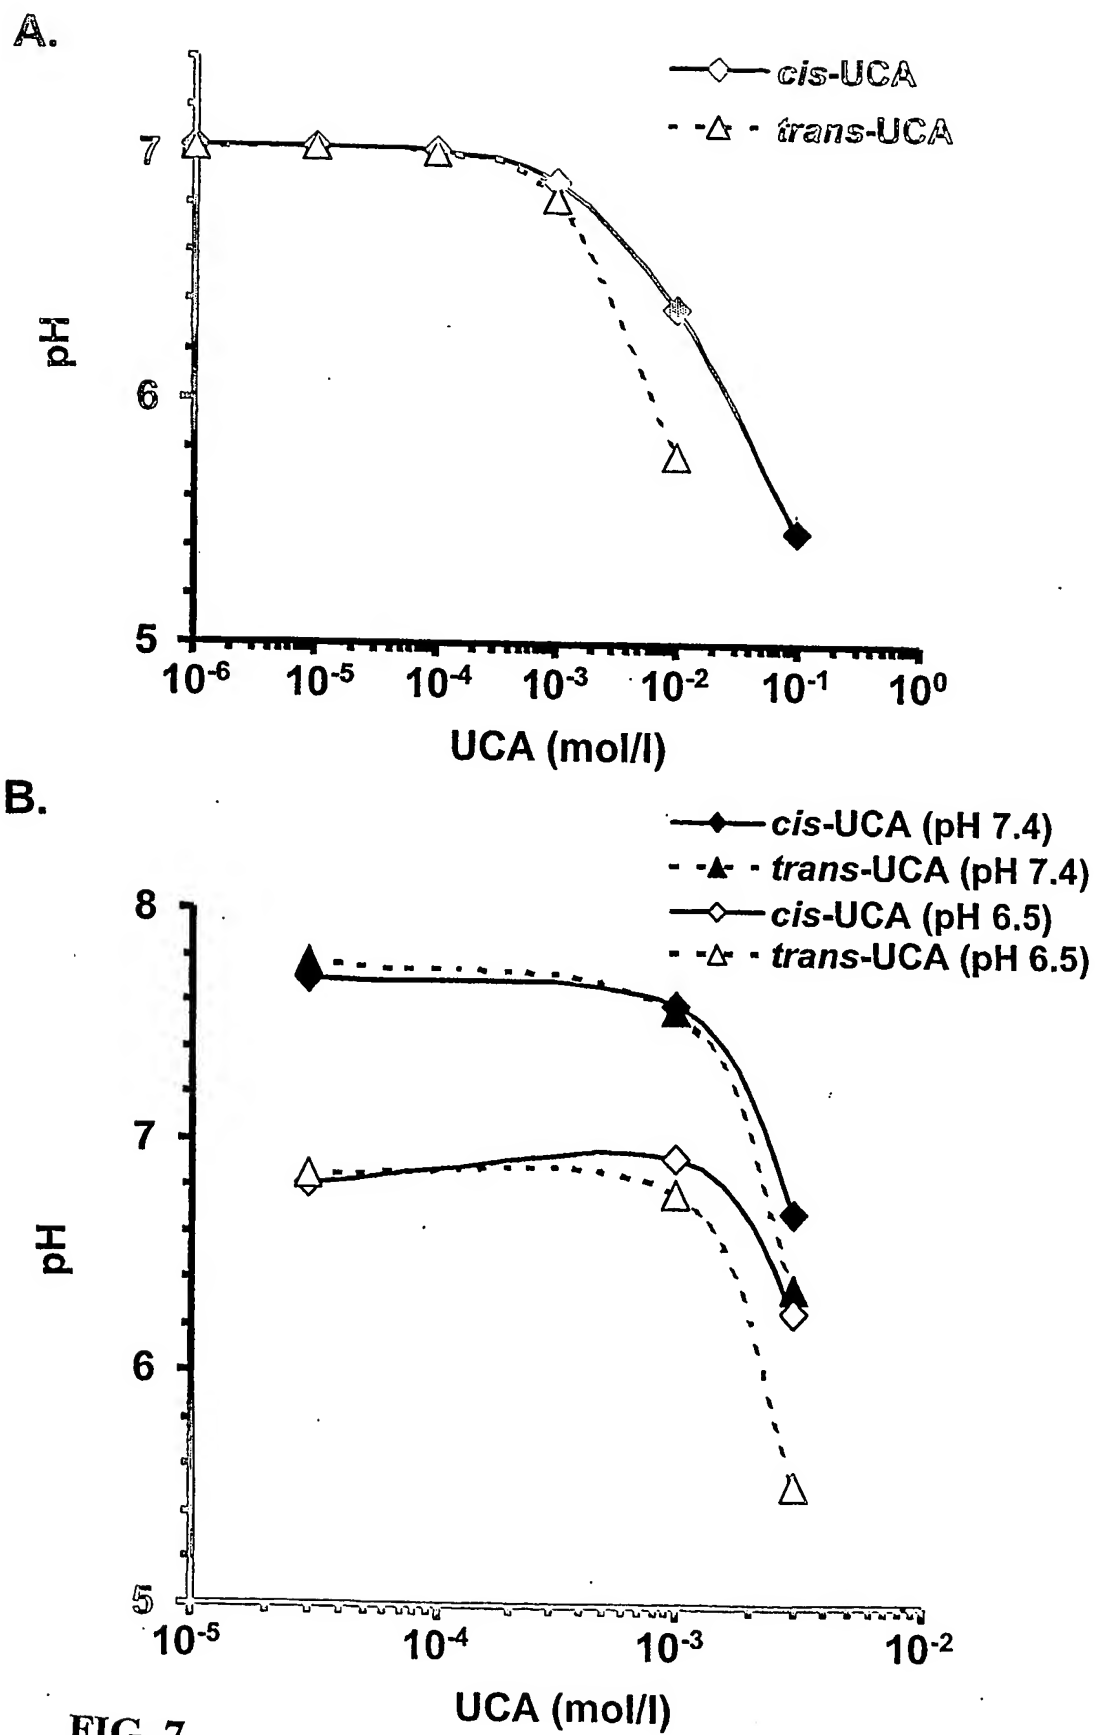 A.
cis-UCA
trans-UCA
7
6
5
pH
10⁻⁶ 10⁻⁵ 10⁻⁴ 10⁻³ 10⁻² 10⁻¹ 10⁰
UCA (mol/l)
B.
cis-UCA (pH 7.4)
trans-UCA (pH 7.4)
cis-UCA (pH 6.5)
trans-UCA (pH 6.5)
8
7
6
5
pH
10⁻⁵ 10⁻⁴ 10⁻³ 10⁻²
UCA (mol/l)
FIG. 7